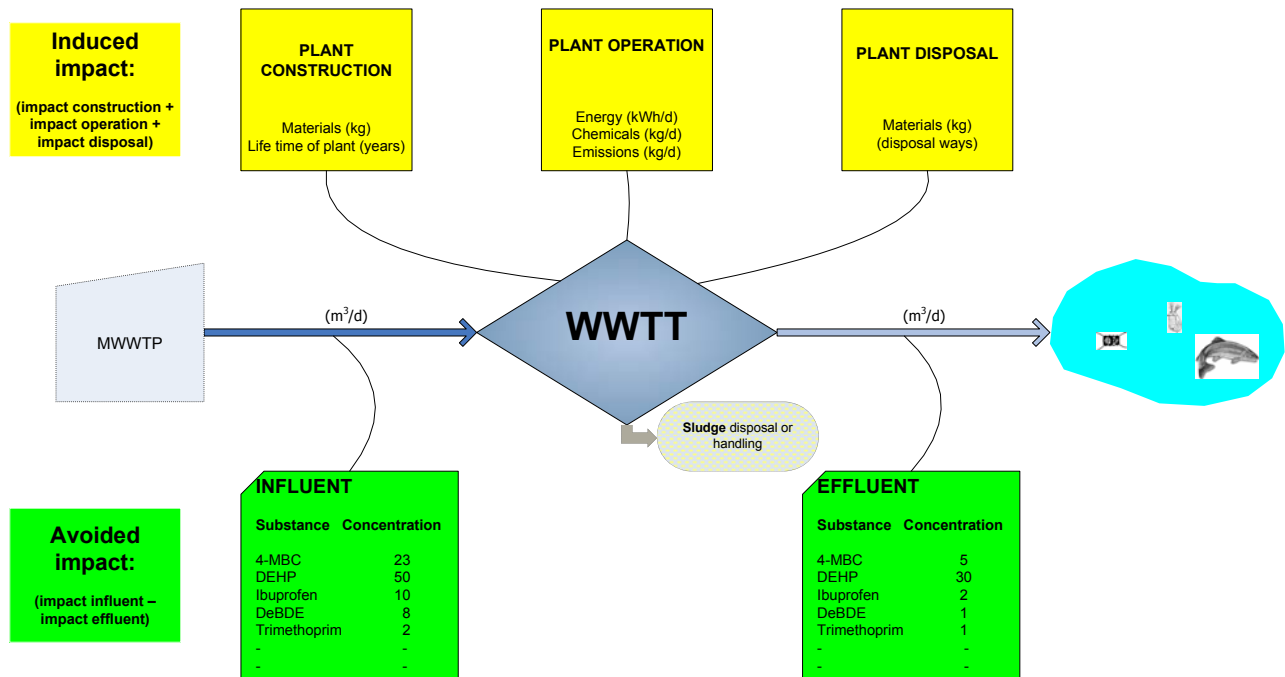 Induced
impact:
(impact construction +
impact operation +
impact disposal)
PLANT
CONSTRUCTION
Materials (kg)
Life time of plant (years)
PLANT OPERATION
Energy (kWh/d)
Chemicals (kg/d)
Emissions (kg/d)
PLANT DISPOSAL
Materials (kg)
(disposal ways)
MWWTP
(m³/d)
WWTT
(m³/d)
Sludge disposal or
handling
Avoided
impact:
(impact influent –
impact effluent)
INFLUENT
Substance Concentration
4-MBC 23
DEHP 50
Ibuprofen 10
DeBDE 8
Trimethoprim 2
- -
- -
EFFLUENT
Substance Concentration
4-MBC 5
DEHP 30
Ibuprofen 2
DeBDE 1
Trimethoprim 1
- -
- -